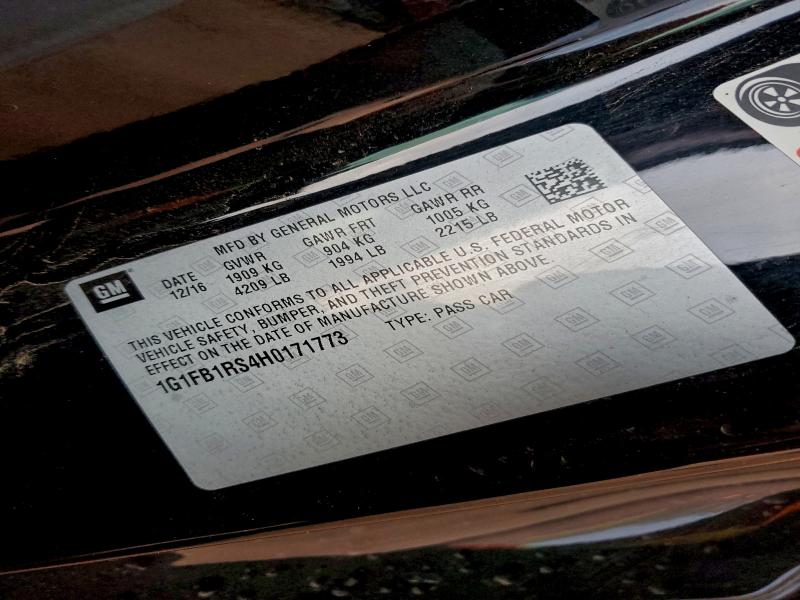 GM
MFD BY GENERAL MOTORS LLC
DATE GVWR GAWR FRT GAWR RR
12/16 1909 KG 904 KG 1005 KG
4209 LB 1994 LB 2215 LB
THIS VEHICLE CONFORMS TO ALL APPLICABLE U.S. FEDERAL MOTOR
VEHICLE SAFETY, BUMPER, AND THEFT PREVENTION STANDARDS IN
EFFECT ON THE DATE OF MANUFACTURE SHOWN ABOVE.
1G1FB1RS4H0171773 TYPE: PASS CAR